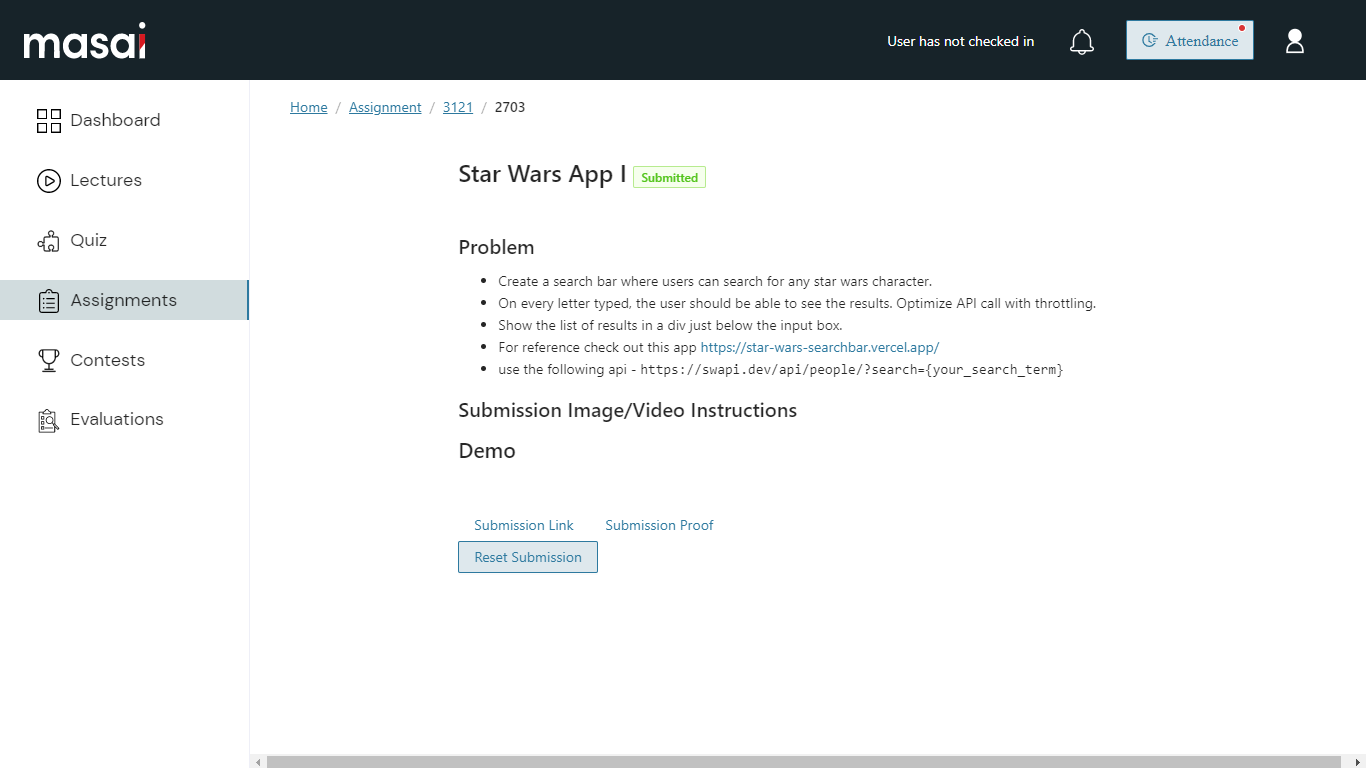 masai
User has not checked in
Attendance
Dashboard
Lectures
Quiz
Assignments
Contests
Evaluations
Home / Assignment / 3121 / 2703
Star Wars App I Submitted
Problem
• Create a search bar where users can search for any star wars character.
• On every letter typed, the user should be able to see the results. Optimize API call with throttling.
• Show the list of results in a div just below the input box.
• For reference check out this app https://star-wars-searchbar.vercel.app/
• use the following api - https://swapi.dev/api/people/?search={your_search_term}
Submission Image/Video Instructions
Demo
Submission Link Submission Proof
Reset Submission